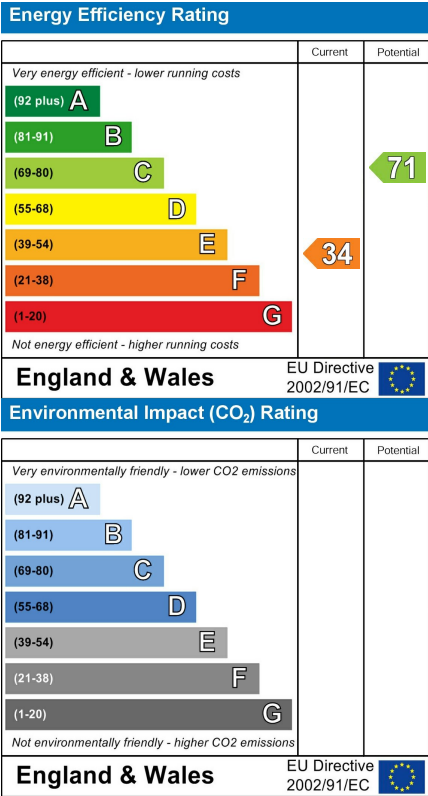 Energy Efficiency Rating
Current Potential
Very energy efficient - lower running costs
(92 plus) A
(81-91) B
(69-80) C
71
(55-68) D
(39-54) E
34
(21-38) F
(1-20) G
Not energy efficient - higher running costs
England & Wales
EU Directive
2002/91/EC
Environmental Impact (CO₂) Rating
Current Potential
Very environmentally friendly - lower CO2 emissions
(92 plus) A
(81-91) B
(69-80) C
(55-68) D
(39-54) E
(21-38) F
(1-20) G
Not environmentally friendly - higher CO2 emissions
England & Wales
EU Directive
2002/91/EC